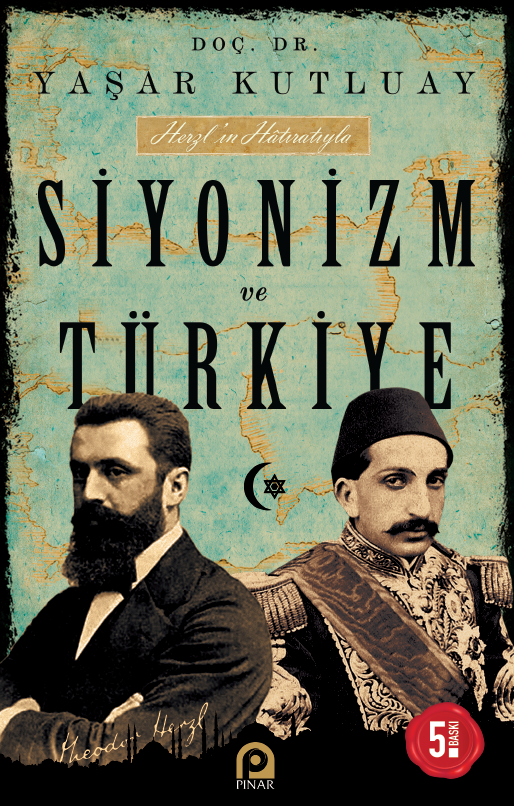 DOÇ. DR.
YAŞAR KUTLUAY
Herzl'in Hâtıratıyla
SİYONİZM
ve
TÜRKİYE
Theodor Herzl
5.
BASKI
PINAR